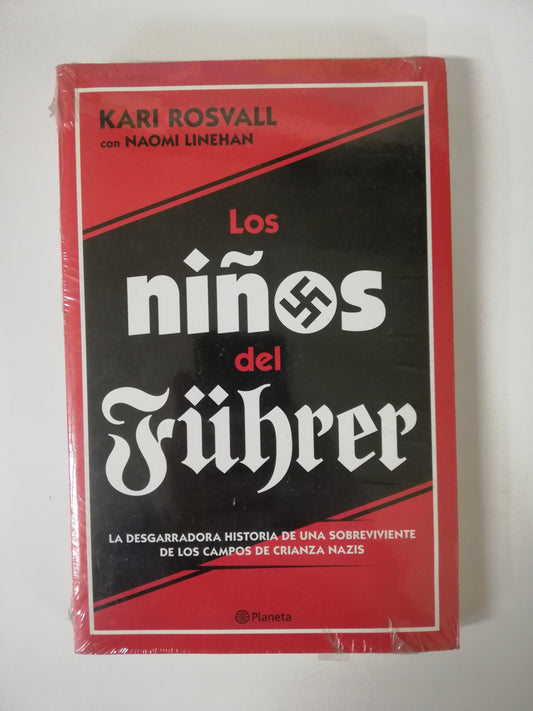 KARI ROSVALL
con NAOMI LINEHAN
Los
niños
del
Führer
LA DESGARRADORA HISTORIA DE UNA SOBREVIVIENTE
DE LOS CAMPOS DE CRIANZA NAZIS
Planeta